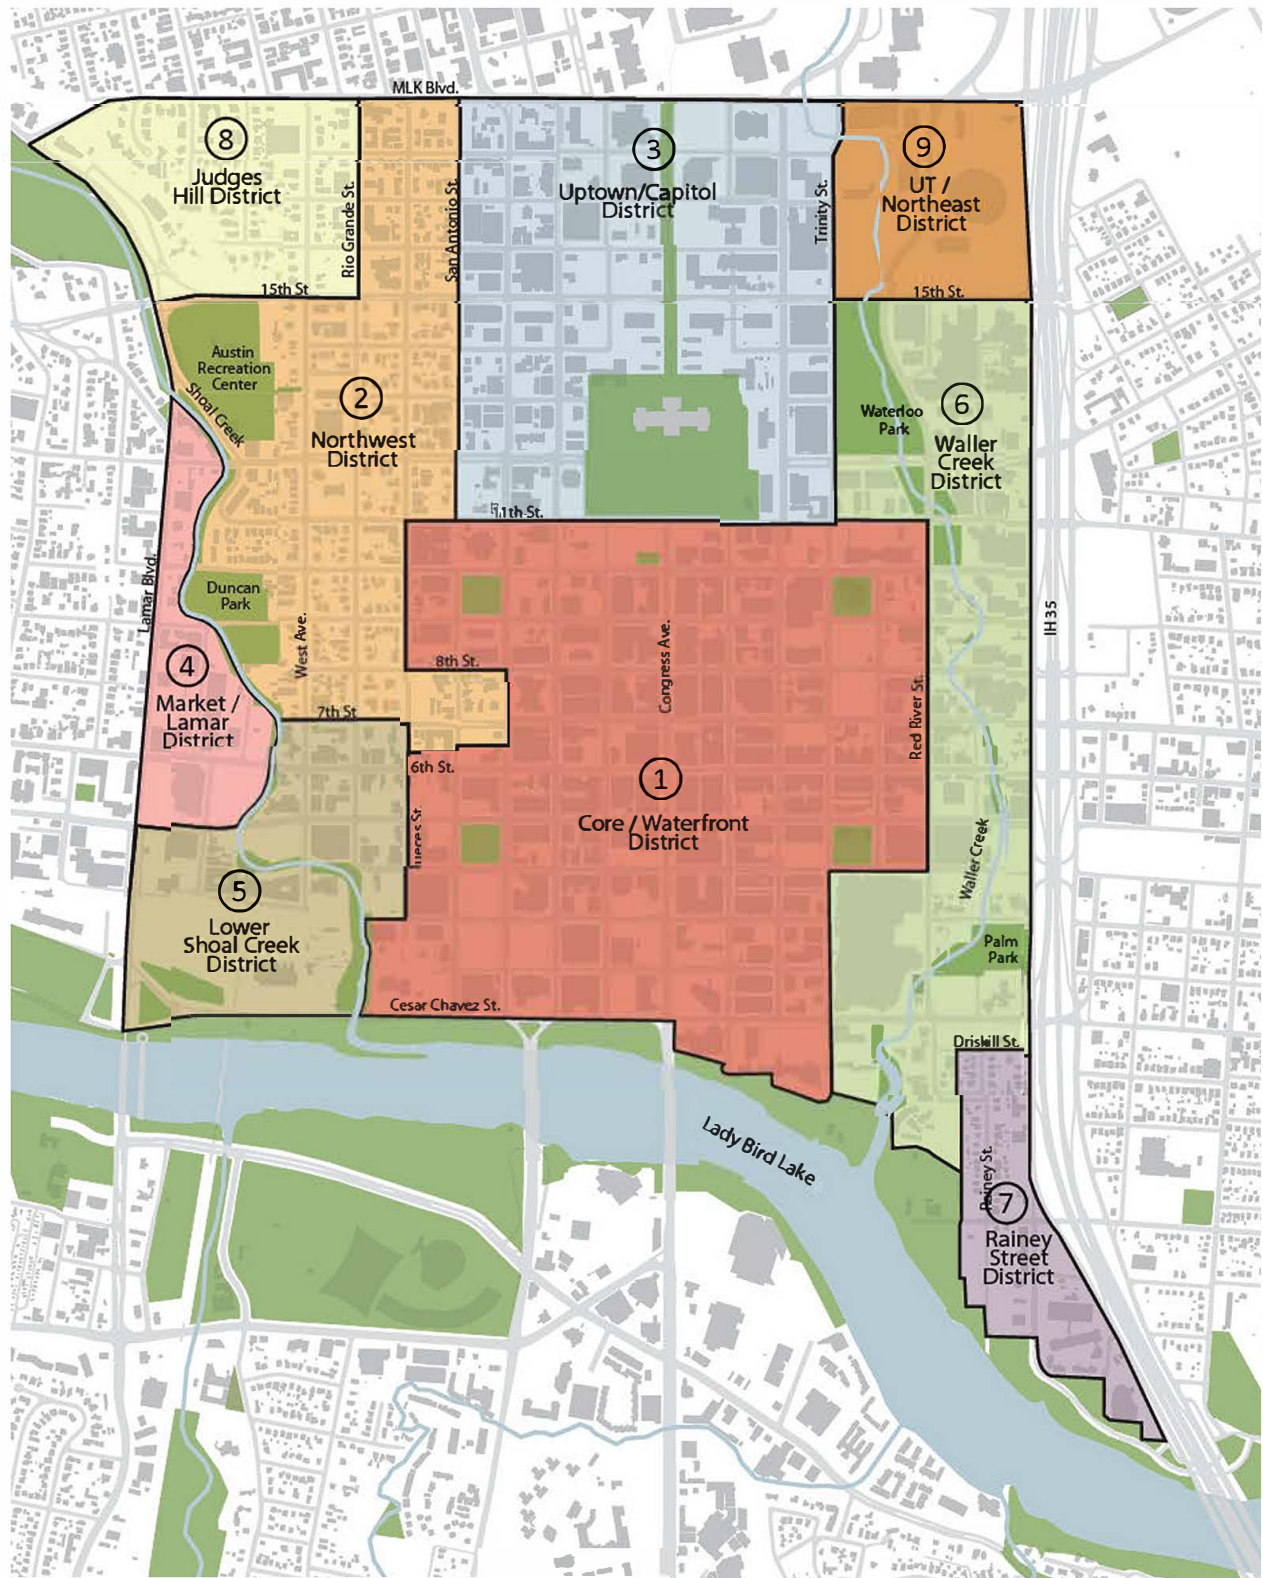 MLK Blvd.
8
Judges
Hill District
Rio Grande St.
San Antonio St.
3
Uptown/Capitol
District
Trinity St.
9
UT /
Northeast
District
15th St
15th St.
Austin
Recreation
Center
Shoal Creek
2
Northwest
District
Waterloo
Park
6
Waller
Creek
District
11th St.
Lamar Blvd.
Duncan
Park
West Ave.
8th St.
Congress Ave.
Red River St.
IH 35
4
Market /
Lamar
District
7th St
6th St.
1
Core / Waterfront
District
Waller Creek
5
Lower
Shoal Creek
District
Palm
Park
Cesar Chavez St.
Driskill St.
Lady Bird Lake
Rainey St.
7
Rainey
Street
District